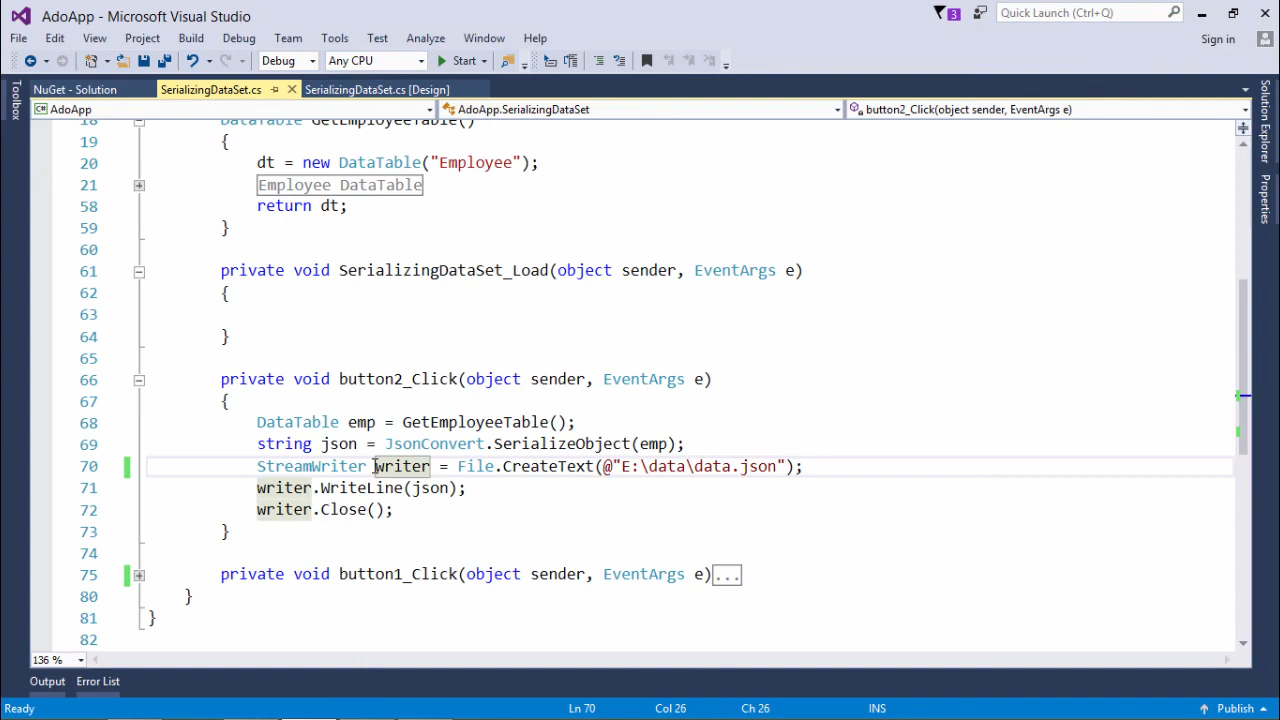 AdoApp - Microsoft Visual Studio
3
Quick Launch (Ctrl+Q)
File Edit View Project Build Debug Team Tools Test Analyze Window Help
Sign in
Debug Any CPU Start
Toolbox
NuGet - Solution SerializingDataSet.cs SerializingDataSet.cs [Design]
AdoApp AdoApp.SerializingDataSet button2_Click(object sender, EventArgs e)
Solution Explorer
Properties
18 DataTable GetEmployeeTable()
19 {
20 dt = new DataTable("Employee");
21 Employee DataTable
58 return dt;
59 }
60
61 private void SerializingDataSet_Load(object sender, EventArgs e)
62 {
63
64 }
65
66 private void button2_Click(object sender, EventArgs e)
67 {
68 DataTable emp = GetEmployeeTable();
69 string json = JsonConvert.SerializeObject(emp);
70 StreamWriter writer = File.CreateText(@"E:\data\data.json");
71 writer.WriteLine(json);
72 writer.Close();
73 }
74
75 private void button1_Click(object sender, EventArgs e)...
80 }
81 }
82
136 %
Output Error List
Ready Ln 70 Col 26 Ch 26 INS Publish